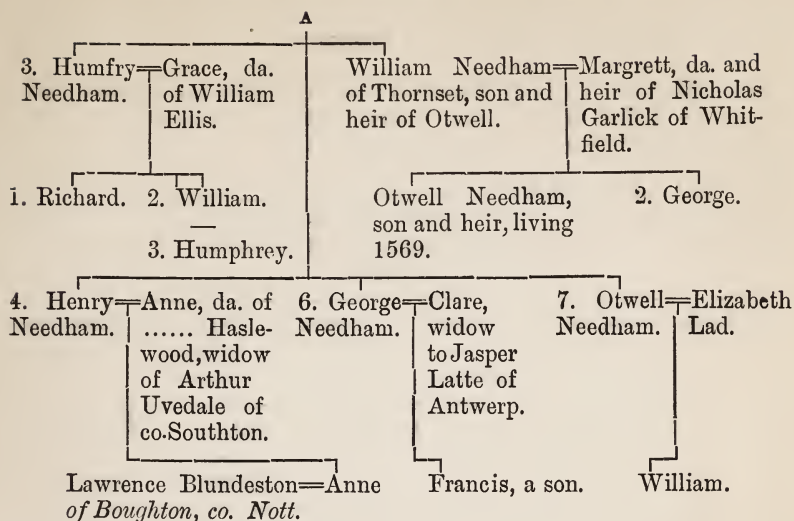 A
3. Humfry=Grace, da.
Needham. of William
Ellis.
William Needham=Margrett, da. and
of Thornset, son and heir of Nicholas
heir of Otwell. Garlick of Whit-
field.
1. Richard. 2. William.
—
3. Humphrey.
Otwell Needham,
son and heir, living
1569.
2. George.
4. Henry=Anne, da. of
Needham. ...... Hasle-
wood, widow
of Arthur
Uvedale of
co. Southton.
6. George=Clare,
Needham. widow
to Jasper
Latte of
Antwerp.
7. Otwell=Elizabeth
Needham. Lad.
Lawrence Blundeston=Anne
of Boughton, co. Nott.
Francis, a son.
William.